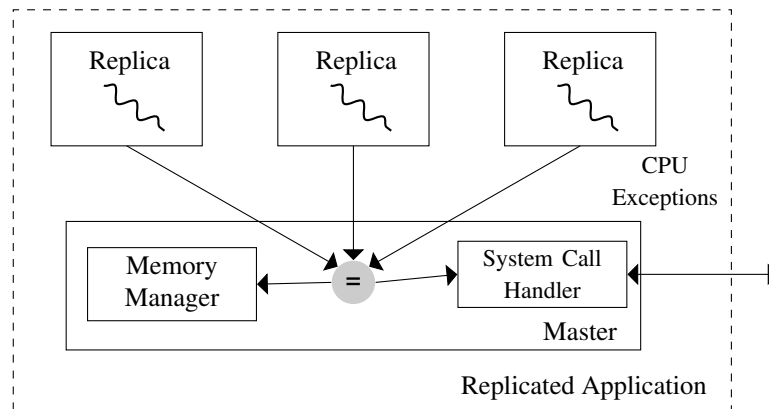 Replica
Replica
Replica
CPU
Exceptions
Memory
Manager
=
System Call
Handler
Master
Replicated Application